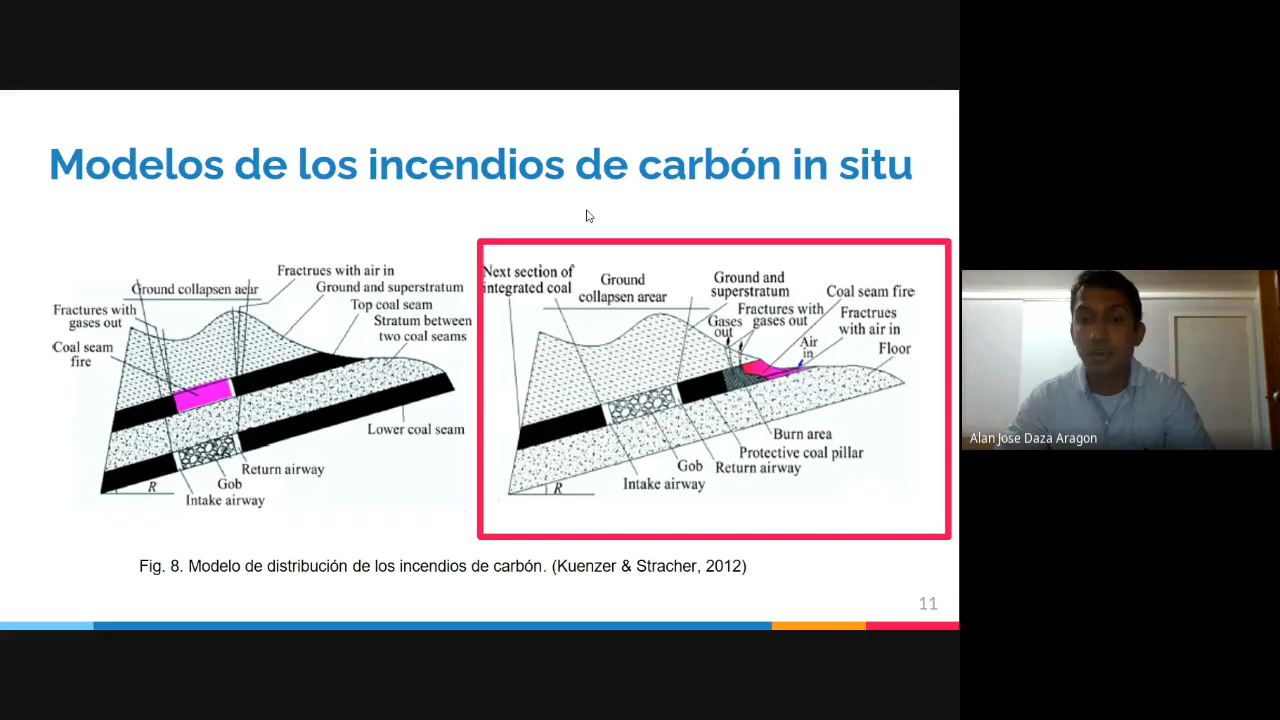 Modelos de los incendios de carbón in situ
Fractrues with air in
Ground collapsen aear
Ground and superstratum
Top coal seam
Fractures with
gases out
Stratum between
two coal seams
Coal seam
fire
Lower coal seam
Return airway
Gob
Intake airway
R
Next section of
integrated coal
Ground
collapsen arear
Ground and
superstratum
Coal seam fire
Fractures with
gases out
Gases
out
Fractrues
with air in
Air
in
Floor
Burn area
Protective coal pillar
Gob
Return airway
Intake airway
R
Fig. 8. Modelo de distribución de los incendios de carbón. (Kuenzer & Stracher, 2012)
11
Alan Jose Daza Aragon